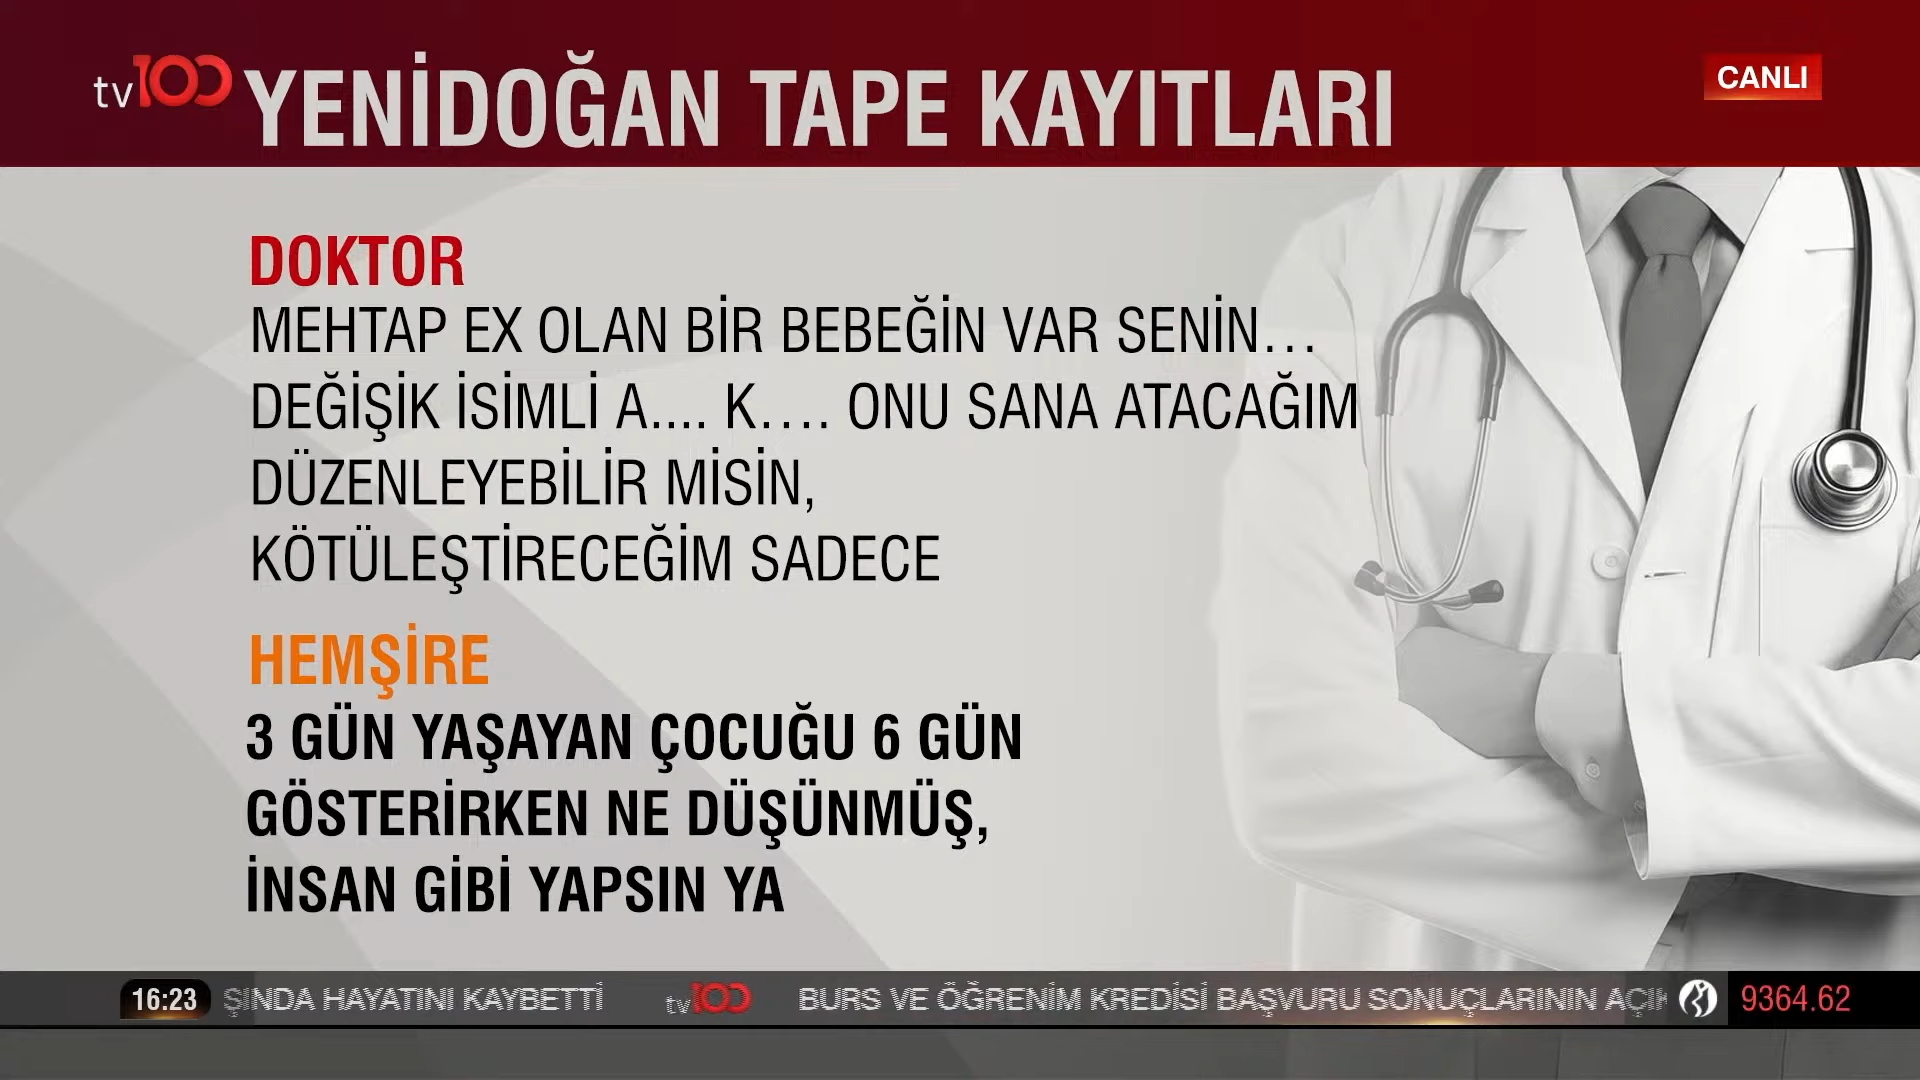 tv100
YENİDOĞAN TAPE KAYITLARI
CANLI
DOKTOR
MEHTAP EX OLAN BİR BEBEĞİN VAR SENİN...
DEĞİŞİK İSİMLİ A.... K.... ONU SANA ATACAĞIM
DÜZENLEYEBİLİR MİSİN,
KÖTÜLEŞTİRECEĞİM SADECE
HEMŞİRE
3 GÜN YAŞAYAN ÇOCUĞU 6 GÜN
GÖSTERİRKEN NE DÜŞÜNMÜŞ,
İNSAN GİBİ YAPSIN YA
16:23 ŞINDA HAYATINI KAYBETTİ tv100 BURS VE ÖĞRENİM KREDİSİ BAŞVURU SONUÇLARININ AÇIK 9364.62